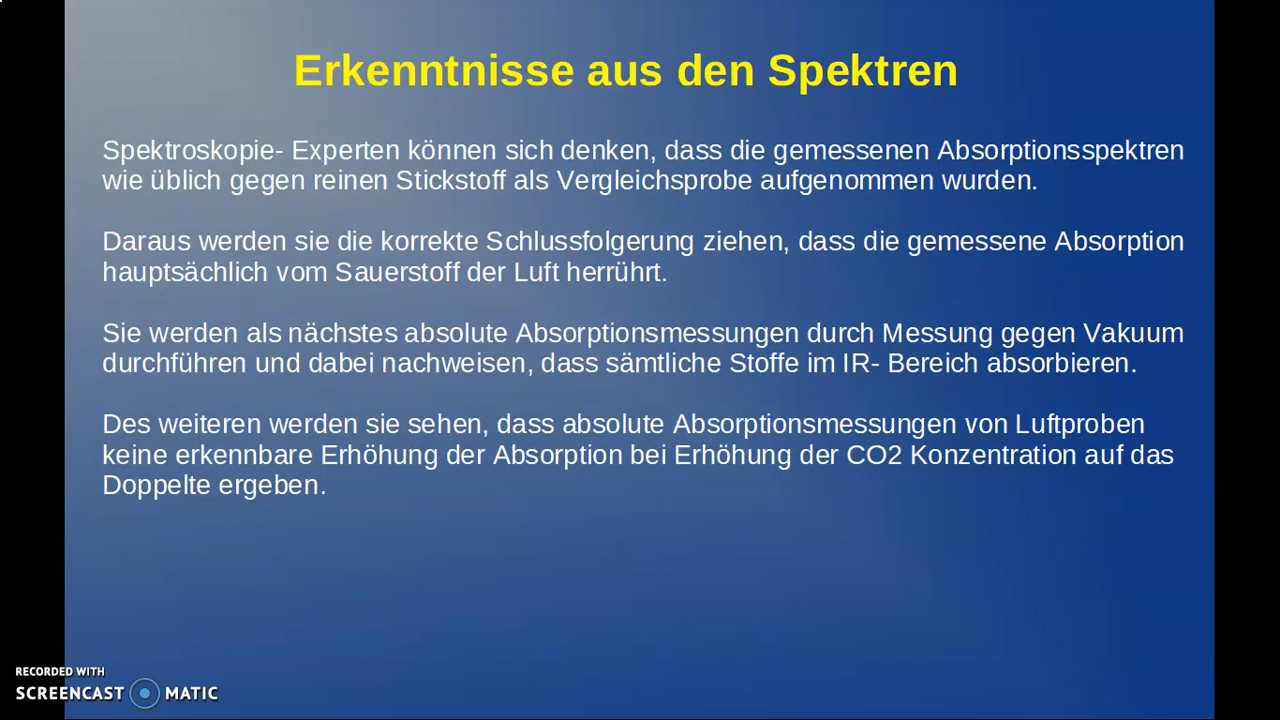 Erkenntnisse aus den Spektren
Spektroskopie- Experten können sich denken, dass die gemessenen Absorptionsspektren
wie üblich gegen reinen Stickstoff als Vergleichsprobe aufgenommen wurden.
Daraus werden sie die korrekte Schlussfolgerung ziehen, dass die gemessene Absorption
hauptsächlich vom Sauerstoff der Luft herrührt.
Sie werden als nächstes absolute Absorptionsmessungen durch Messung gegen Vakuum
durchführen und dabei nachweisen, dass sämtliche Stoffe im IR- Bereich absorbieren.
Des weiteren werden sie sehen, dass absolute Absorptionsmessungen von Luftproben
keine erkennbare Erhöhung der Absorption bei Erhöhung der CO2 Konzentration auf das
Doppelte ergeben.
RECORDED WITH
SCREENCAST MATIC